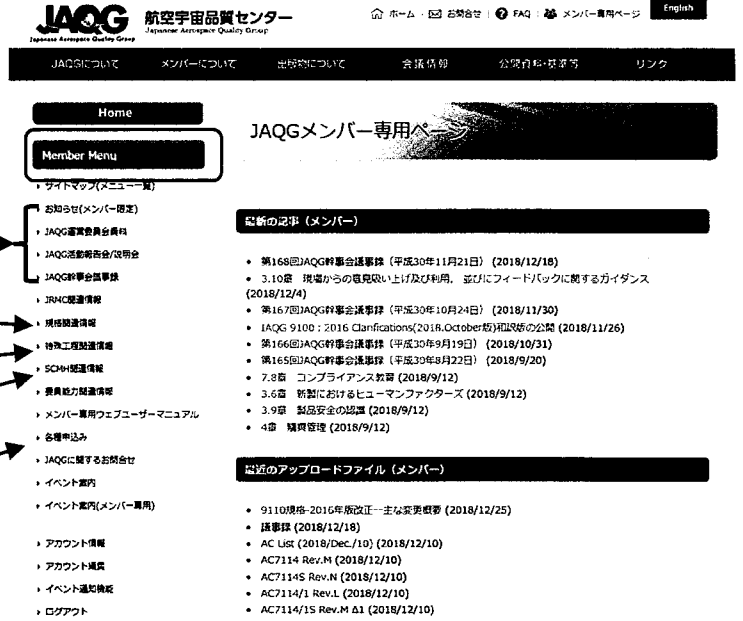 JAQG 航空宇宙品質センター
Japanese Aerospace Quality Group
Japanese Aerospace Quality Group
ホーム お問合せ FAQ メンバー専用ページ English
JAQGについて メンバーについて 出版物について 会議情報 公開資料・基準等 リンク
Home
Member Menu
サイトマップ(メニュー一覧)
お知らせ(メンバー限定)
JAQG運営委員会資料
JAQG活動報告会/説明会
JAQG幹事会議事録
JRMC関連情報
規格関連情報
特殊工程関連情報
SCMH関連情報
委員能力関連情報
メンバー専用ウェブユーザーマニュアル
各種申込み
JAQGに関するお問合せ
イベント案内
イベント案内(メンバー専用)
アカウント情報
アカウント編集
イベント通知機能
ログアウト
JAQGメンバー専用ページ
最新の記事（メンバー）
第168回JAQG幹事会議事録（平成30年11月21日） (2018/12/18)
3.10章 現場からの意見吸い上げ及び利用、並びにフィードバックに関するガイダンス
(2018/12/4)
第167回JAQG幹事会議事録（平成30年10月24日） (2018/11/30)
IAQG 9100：2016 Clarifications(2018.October版)和訳版の公開 (2018/11/26)
第166回JAQG幹事会議事録（平成30年9月19日） (2018/10/31)
第165回JAQG幹事会議事録（平成30年8月22日） (2018/9/20)
7.8章 コンプライアンス教育 (2018/9/12)
3.6章 新製におけるヒューマンファクターズ (2018/9/12)
3.9章 製品安全の認識 (2018/9/12)
4章 購買管理 (2018/9/12)
最近のアップロードファイル（メンバー）
9110規格-2016年版改正--主な変更概要 (2018/12/25)
議事録 (2018/12/18)
AC List (2018/Dec./10) (2018/12/10)
AC7114 Rev.M (2018/12/10)
AC7114S Rev.N (2018/12/10)
AC7114/1 Rev.L (2018/12/10)
AC7114/1S Rev.M Δ1 (2018/12/10)